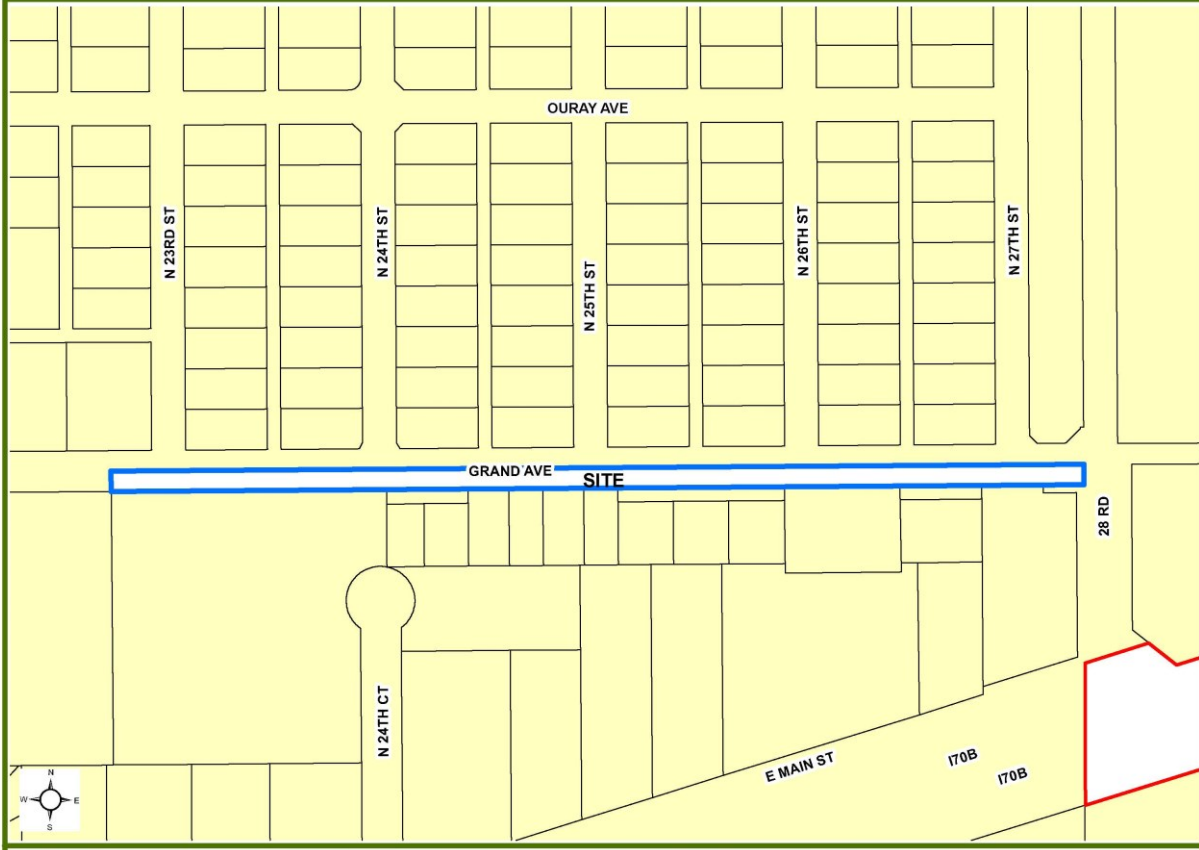 OURAY AVE
N 23RD ST
N 24TH ST
N 25TH ST
N 26TH ST
N 27TH ST
GRAND AVE
SITE
28 RD
N 24TH CT
E MAIN ST
I70B
I70B
N
W
E
S